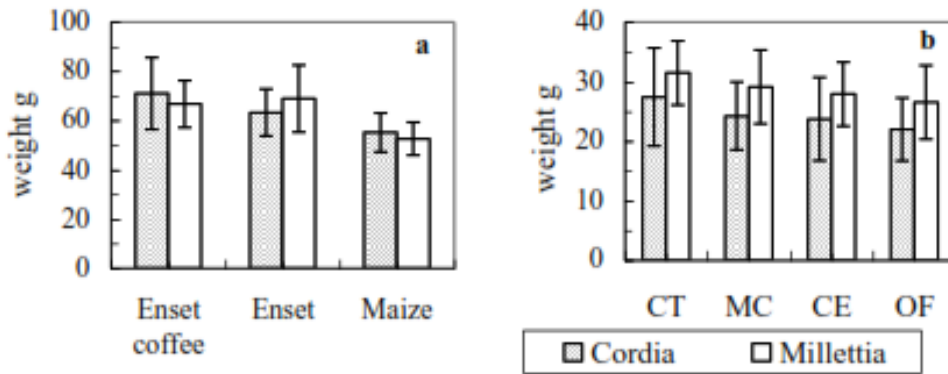 a
weight g
100
80
60
40
20
0
Enset coffee
Enset
Maize
b
weight g
40
30
20
10
0
CT
MC
CE
OF
Cordia
Millettia